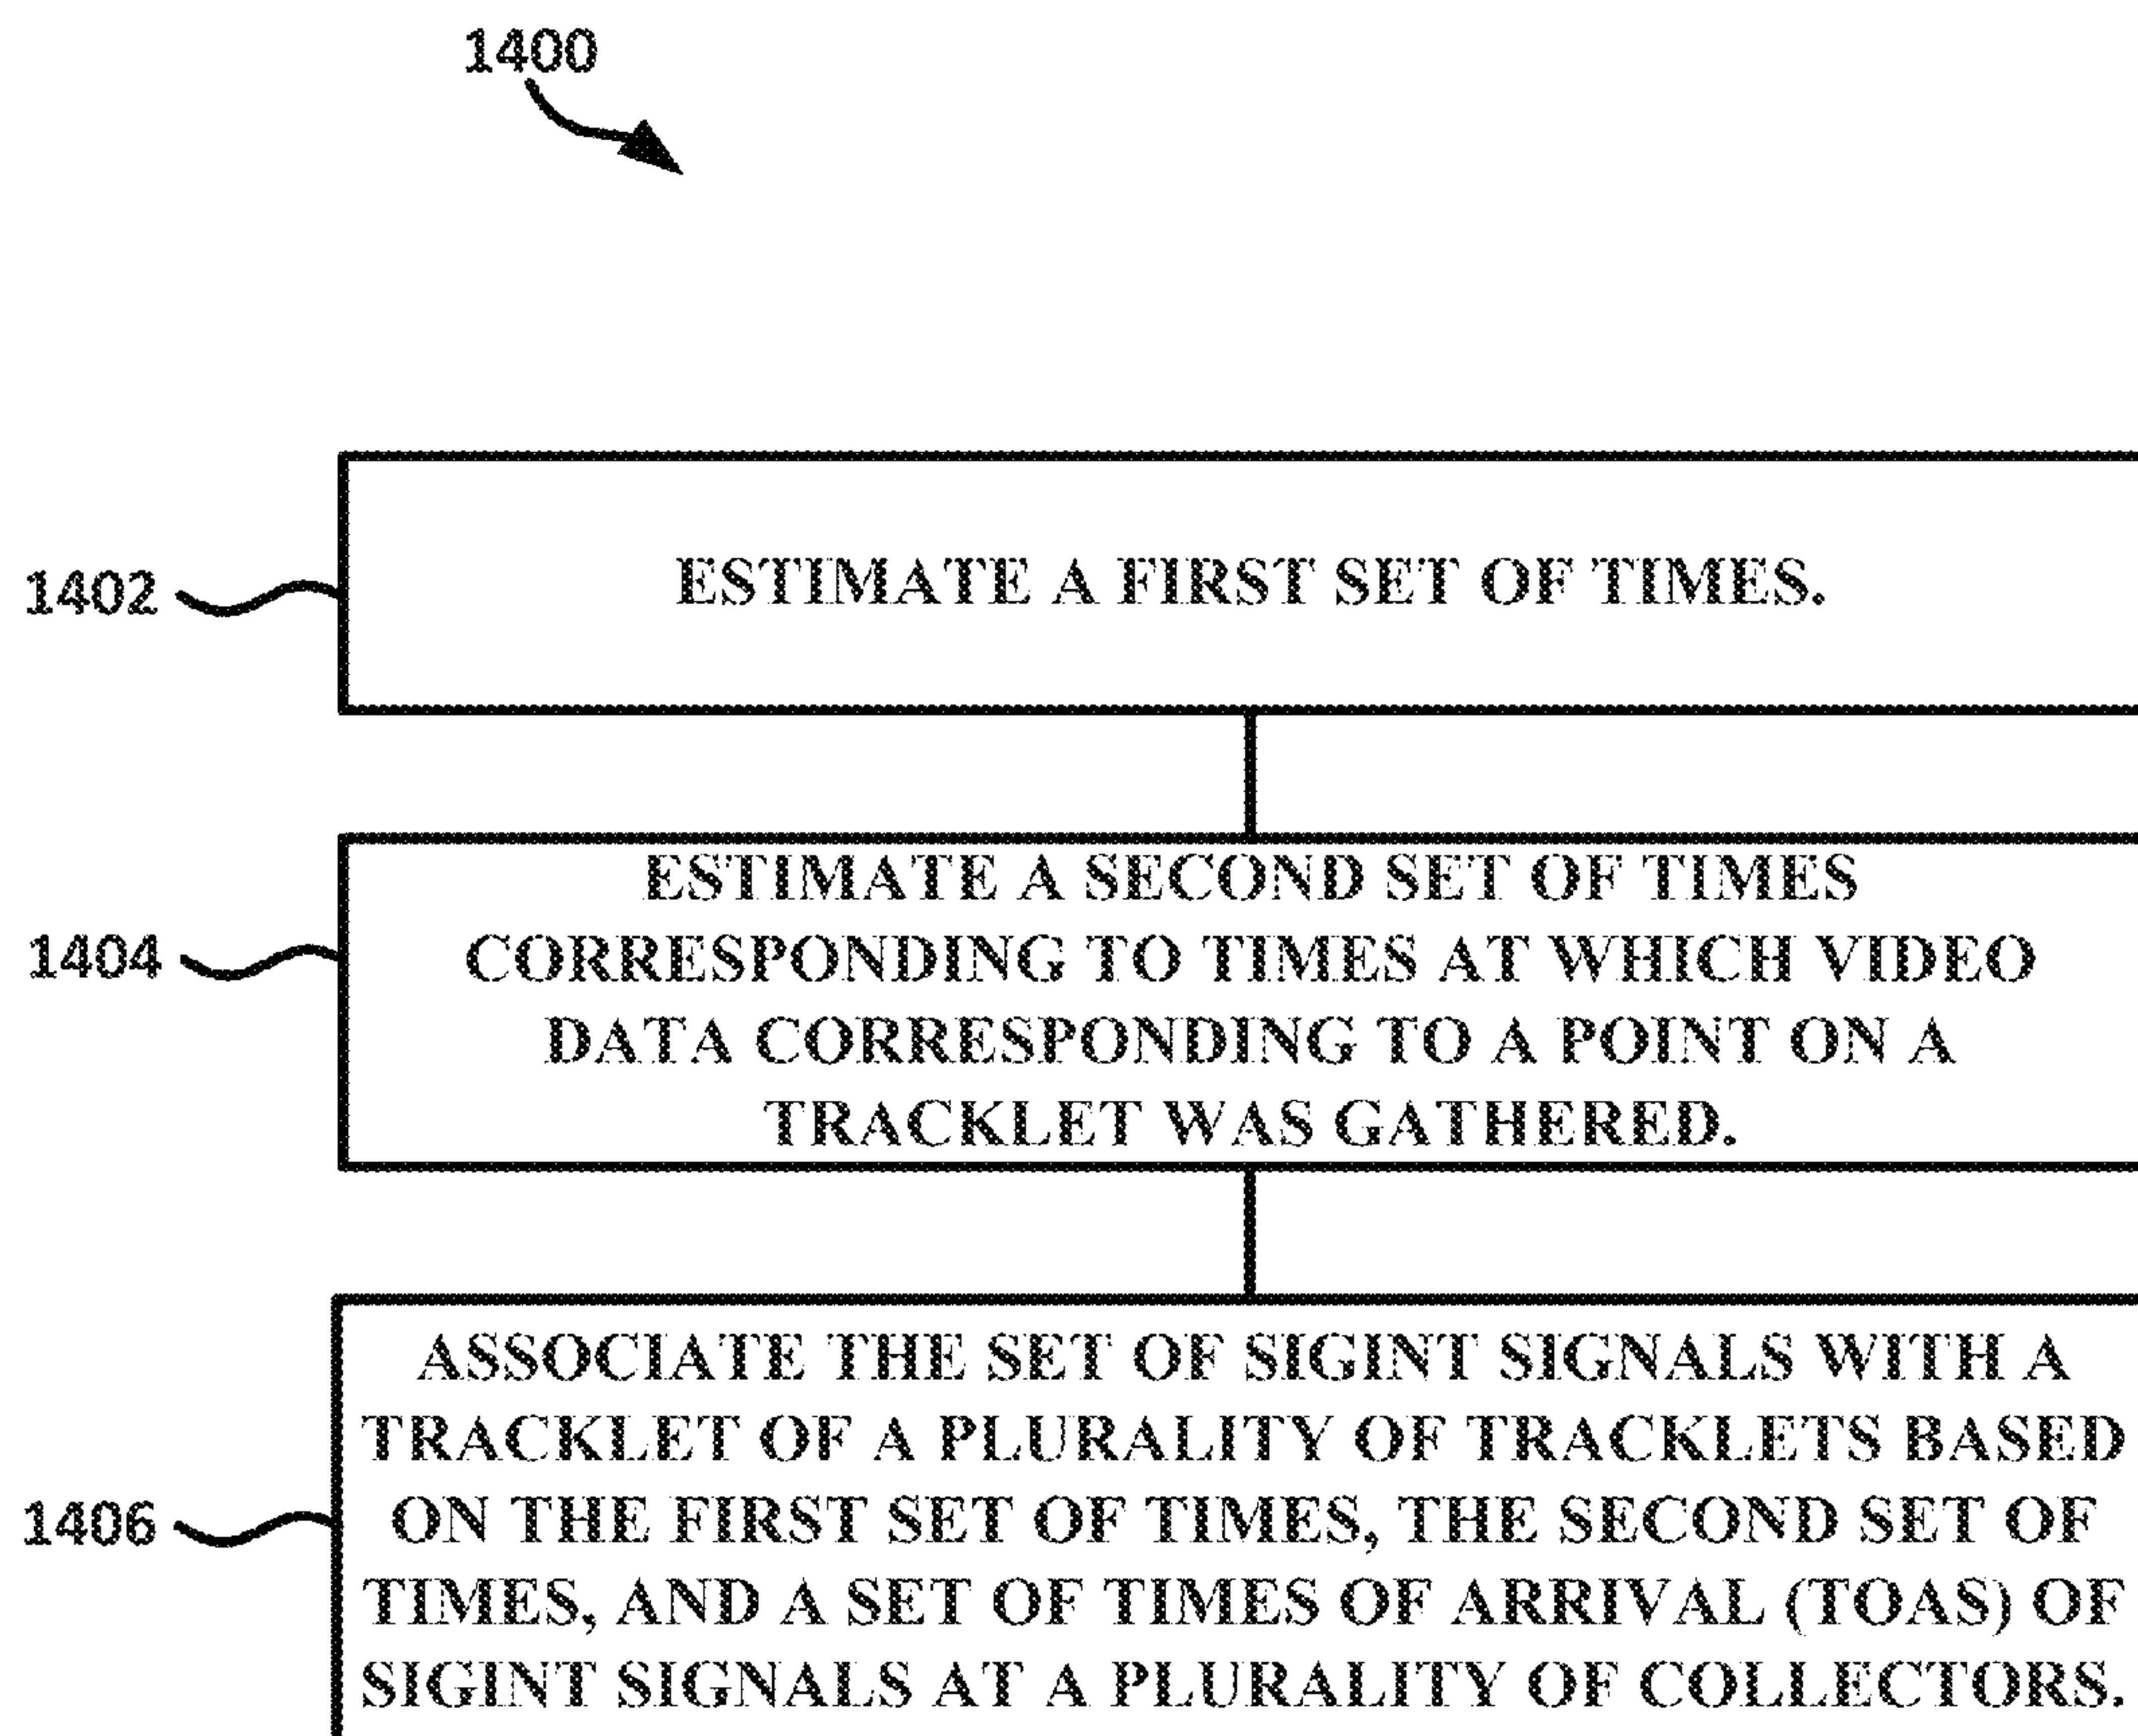 1400
1402
ESTIMATE A FIRST SET OF TIMES.
1404
ESTIMATE A SECOND SET OF TIMES
CORRESPONDING TO TIMES AT WHICH VIDEO
DATA CORRESPONDING TO A POINT ON A
TRACKLET WAS GATHERED.
1406
ASSOCIATE THE SET OF SIGINT SIGNALS WITH A
TRACKLET OF A PLURALITY OF TRACKLETS BASED
ON THE FIRST SET OF TIMES, THE SECOND SET OF
TIMES, AND A SET OF TIMES OF ARRIVAL (TOAS) OF
SIGINT SIGNALS AT A PLURALITY OF COLLECTORS.